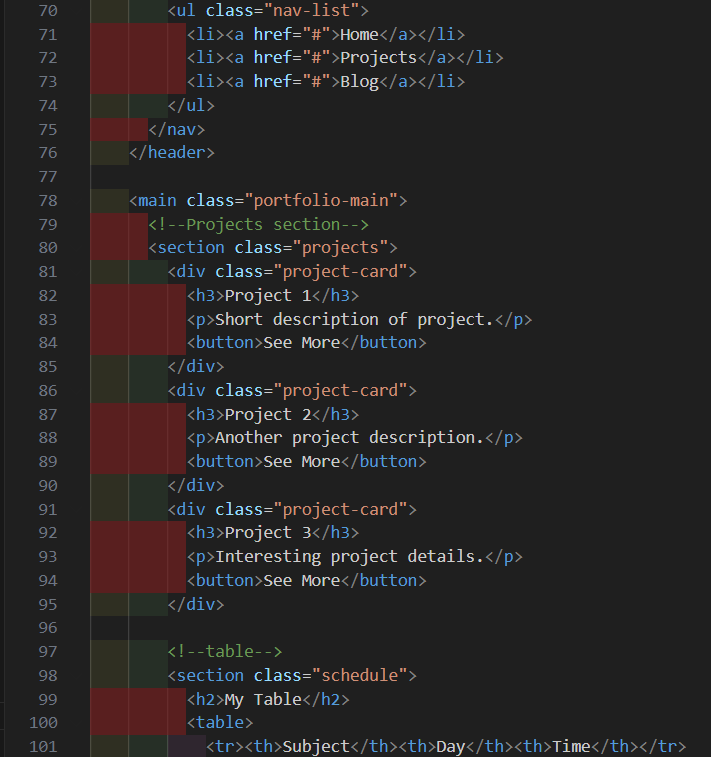 70 <ul class="nav-list">
71 <li><a href="#">Home</a></li>
72 <li><a href="#">Projects</a></li>
73 <li><a href="#">Blog</a></li>
74 </ul>
75 </nav>
76 </header>
77
78 <main class="portfolio-main">
79 <!--Projects section-->
80 <section class="projects">
81 <div class="project-card">
82 <h3>Project 1</h3>
83 <p>Short description of project.</p>
84 <button>See More</button>
85 </div>
86 <div class="project-card">
87 <h3>Project 2</h3>
88 <p>Another project description.</p>
89 <button>See More</button>
90 </div>
91 <div class="project-card">
92 <h3>Project 3</h3>
93 <p>Interesting project details.</p>
94 <button>See More</button>
95 </div>
96
97 <!--table-->
98 <section class="schedule">
99 <h2>My Table</h2>
100 <table>
101 <tr><th>Subject</th><th>Day</th><th>Time</th></tr>